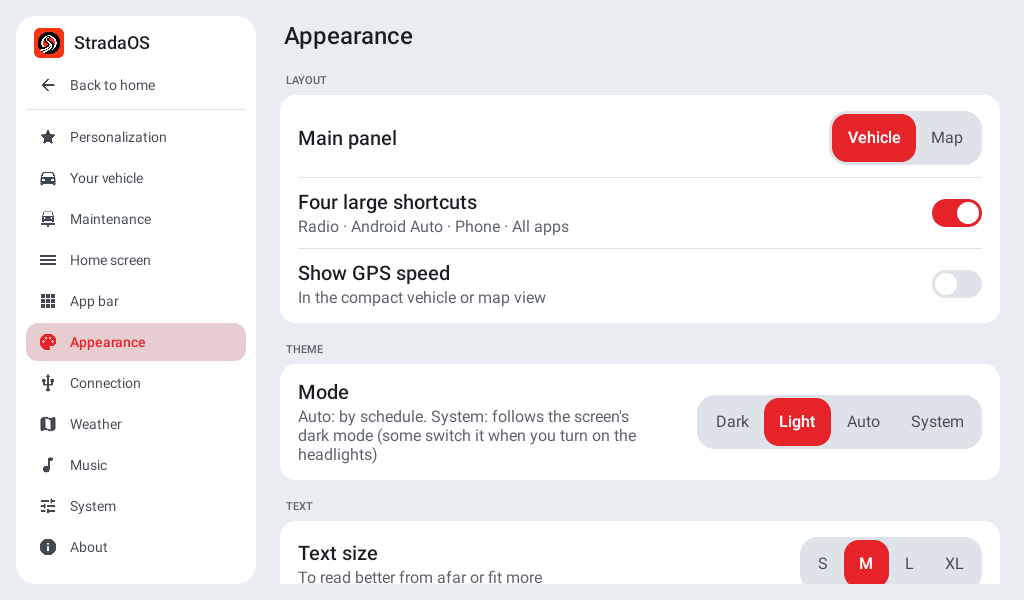 StradaOS
Back to home
Personalization
Your vehicle
Maintenance
Home screen
App bar
Appearance
Connection
Weather
Music
System
About
Appearance
LAYOUT
Main panel
Vehicle
Map
Four large shortcuts
Radio · Android Auto · Phone · All apps
Show GPS speed
In the compact vehicle or map view
THEME
Mode
Auto: by schedule. System: follows the screen's
dark mode (some switch it when you turn on the
headlights)
Dark
Light
Auto
System
TEXT
Text size
To read better from afar or fit more
S
M
L
XL